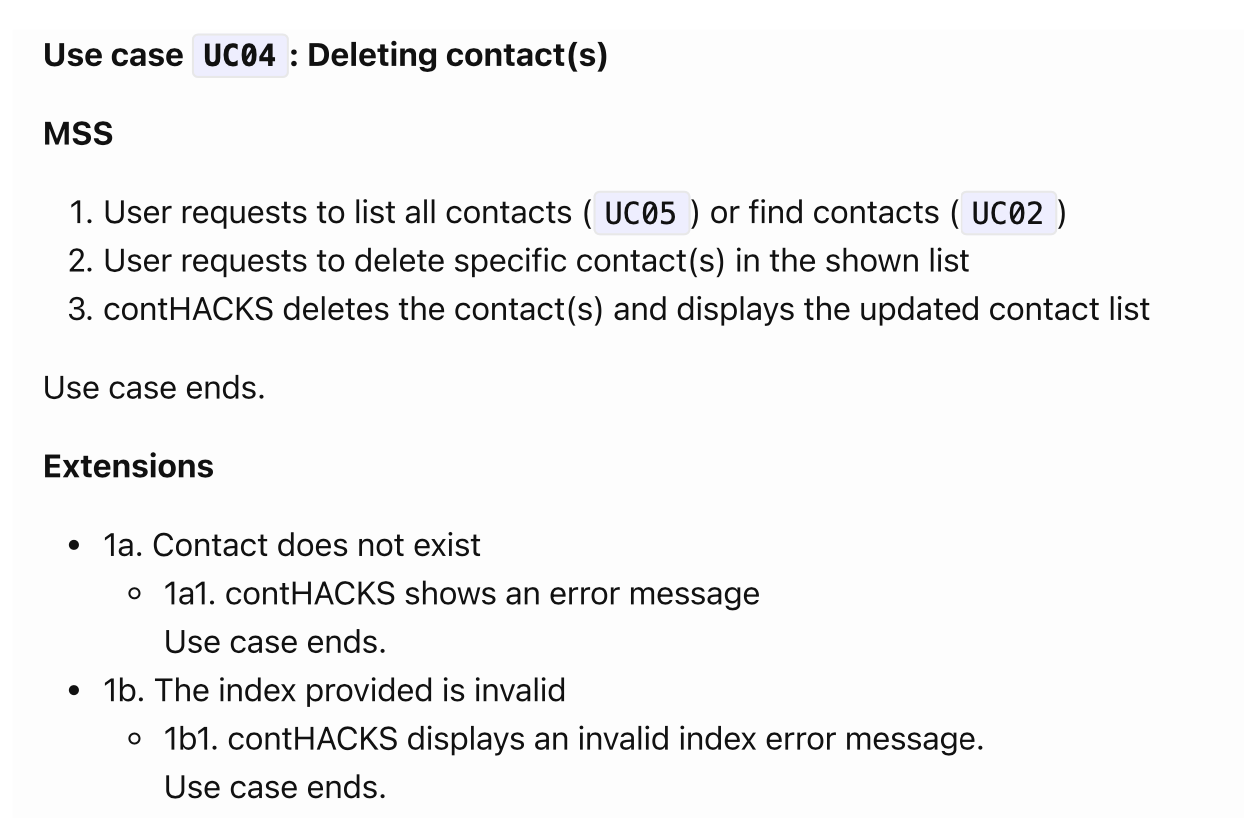 Use case UC04 : Deleting contact(s)
MSS
1. User requests to list all contacts ( UC05 ) or find contacts ( UC02 )
2. User requests to delete specific contact(s) in the shown list
3. contHACKS deletes the contact(s) and displays the updated contact list
Use case ends.
Extensions
• 1a. Contact does not exist
◦ 1a1. contHACKS shows an error message
Use case ends.
• 1b. The index provided is invalid
◦ 1b1. contHACKS displays an invalid index error message.
Use case ends.